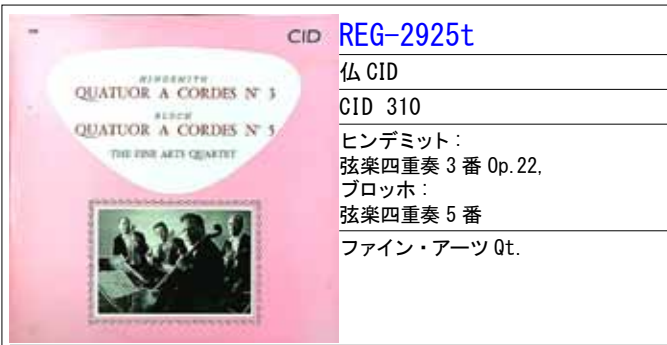 CID
HINDEMITH
QUATUOR A CORDES N° 3
BLOCH
QUATUOR A CORDES N° 5
THE FINE ARTS QUARTET
REG-2925t
仏 CID
CID 310
ヒンデミット：
弦楽四重奏 3 番 Op.22,
ブロッホ：
弦楽四重奏 5 番
ファイン・アーツ Qt.